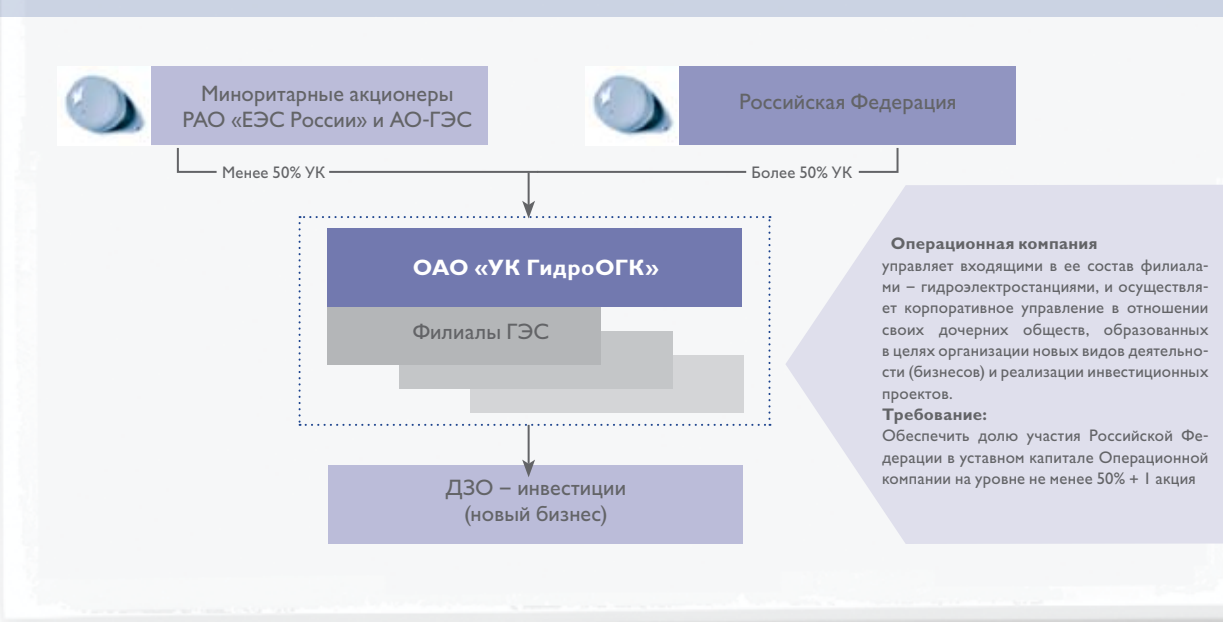 Миноритарные акционеры
РАО «ЕЭС России» и АО-ГЭС
Российская Федерация
Менее 50% УК
Более 50% УК
ОАО «УК ГидроОГК»
Филиалы ГЭС
ДЗО – инвестиции
(новый бизнес)
Операционная компания
управляет входящими в ее состав филиала-
ми – гидроэлектростанциями, и осуществля-
ет корпоративное управление в отношении
своих дочерних обществ, образованных
в целях организации новых видов деятельно-
сти (бизнесов) и реализации инвестиционных
проектов.
Требование:
Обеспечить долю участия Российской Фе-
дерации в уставном капитале Операционной
компании на уровне не менее 50% + 1 акция